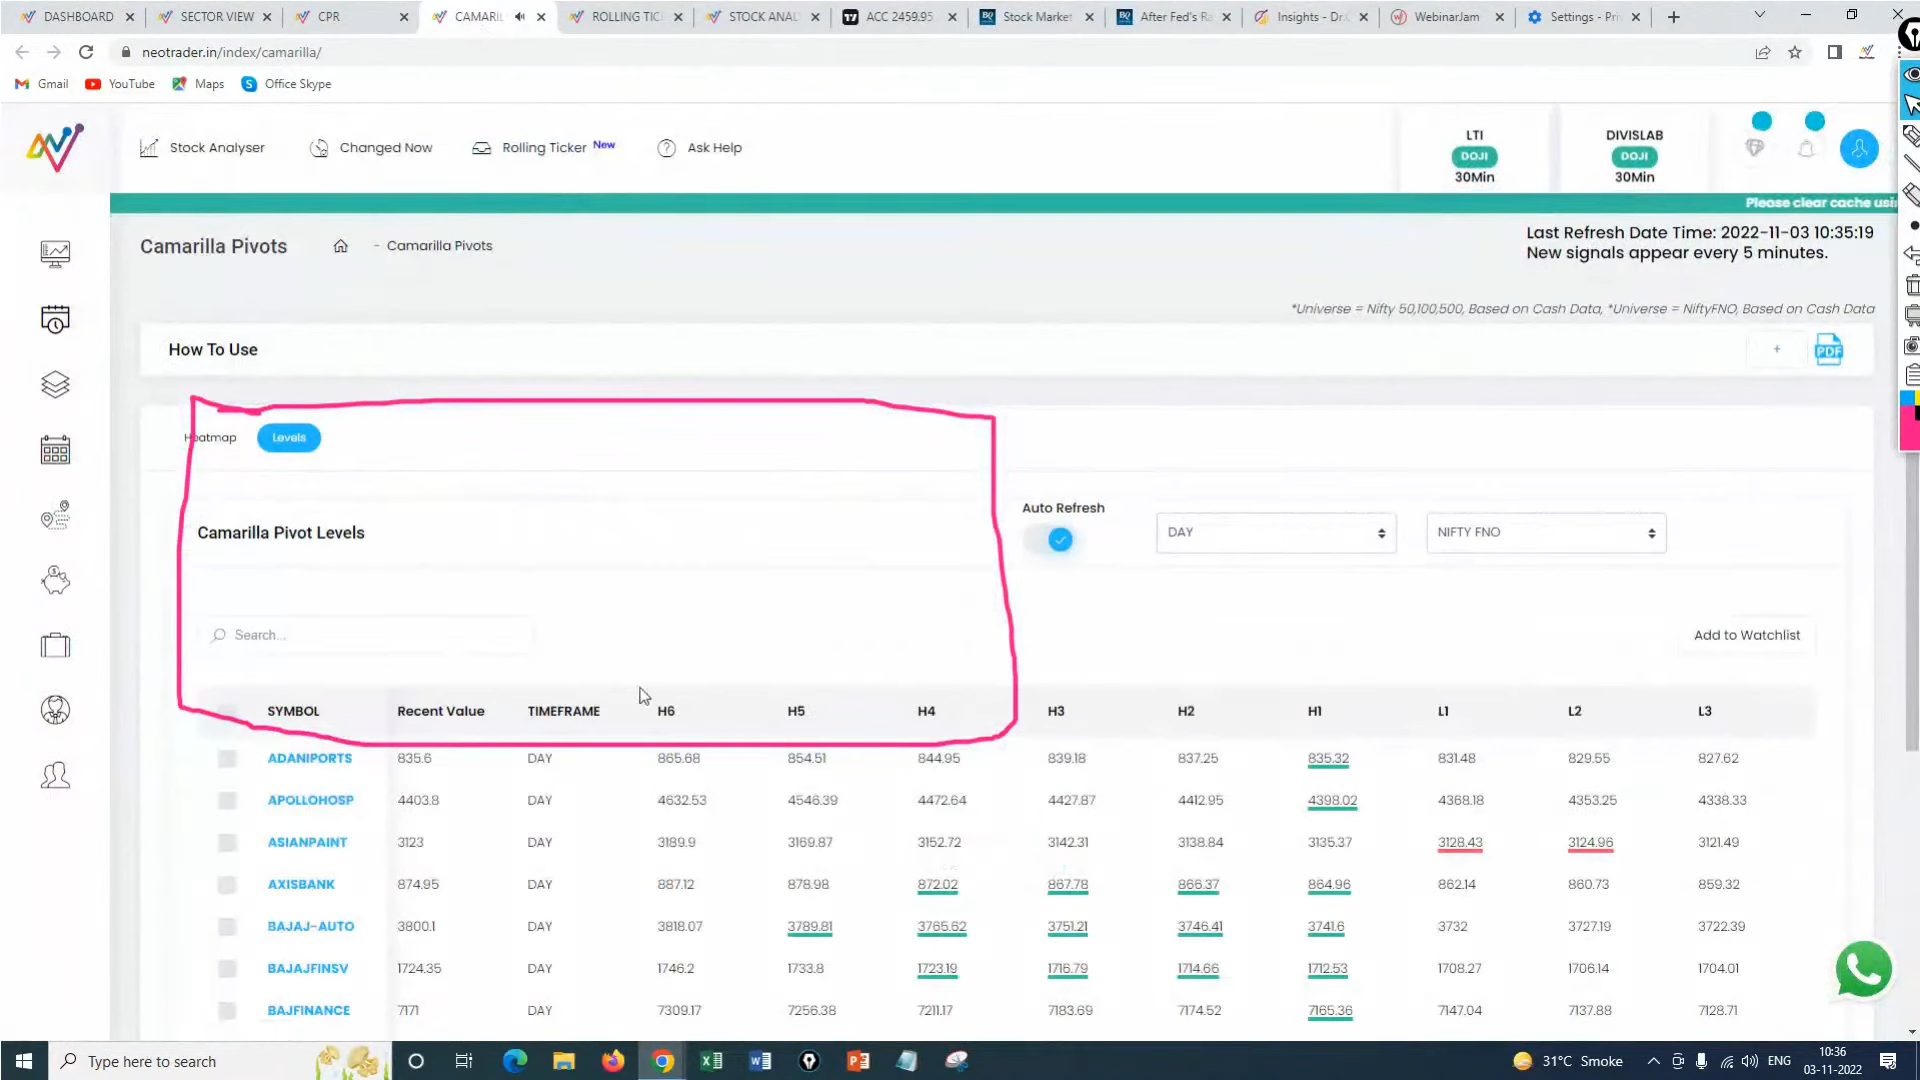 DASHBOARD
SECTOR VIEW
CPR
CAMARIL
ROLLING TIC
STOCK ANAL
ACC 2459.95
Stock Market
After Fed's Ra
Insights - Dr.
WebinarJam
Settings - Pri
neotrader.in/index/camarilla/
Gmail
YouTube
Maps
Office Skype
Stock Analyser
Changed Now
Rolling Ticker New
Ask Help
LTI
DOJI
30Min
DIVISLAB
DOJI
30Min
Please clear cache usi
Camarilla Pivots
- Camarilla Pivots
Last Refresh Date Time: 2022-11-03 10:35:19
New signals appear every 5 minutes.
*Universe = Nifty 50,100,500, Based on Cash Data, *Universe = NiftyFNO, Based on Cash Data
How To Use
+
PDF
Heatmap
Levels
Camarilla Pivot Levels
Auto Refresh
DAY
NIFTY FNO
Search...
Add to Watchlist
SYMBOL Recent Value TIMEFRAME H6 H5 H4 H3 H2 H1 L1 L2 L3
ADANIPORTS 835.6 DAY 865.68 854.51 844.95 839.18 837.25 835.32 831.48 829.55 827.62
APOLLOHOSP 4403.8 DAY 4632.53 4546.39 4472.64 4427.87 4412.95 4398.02 4368.18 4353.25 4338.33
ASIANPAINT 3123 DAY 3189.9 3169.87 3152.72 3142.31 3138.84 3135.37 3128.43 3124.96 3121.49
AXISBANK 874.95 DAY 887.12 878.98 872.02 867.78 866.37 864.96 862.14 860.73 859.32
BAJAJ-AUTO 3800.1 DAY 3818.07 3789.81 3765.62 3751.21 3746.41 3741.6 3732 3727.19 3722.39
BAJAJFINSV 1724.35 DAY 1746.2 1733.8 1723.19 1716.79 1714.66 1712.53 1708.27 1706.14 1704.01
BAJFINANCE 7171 DAY 7309.17 7256.38 7211.17 7183.69 7174.52 7165.36 7147.04 7137.88 7128.71
Type here to search
31°C Smoke
ENG
10:36
03-11-2022